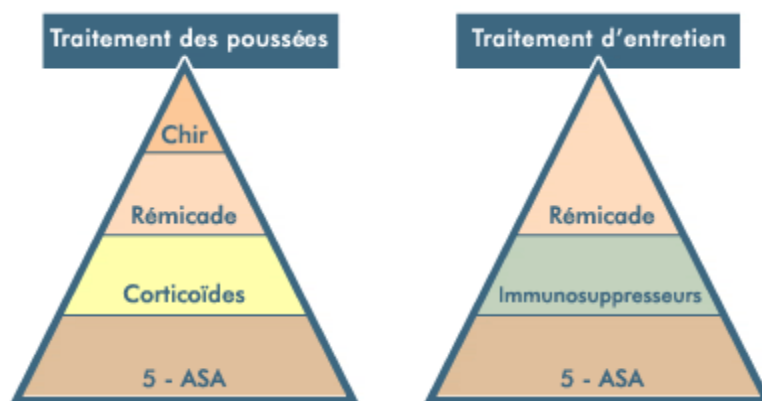 Traitement des poussées
Chir
Rémicade
Corticoïdes
5 - ASA
Traitement d'entretien
Rémicade
Immunosuppresseurs
5 - ASA